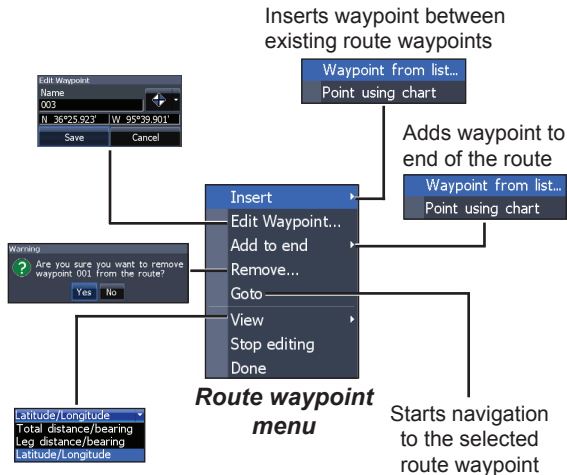 Inserts waypoint between
existing route waypoints
Waypoint from list...
Point using chart
Edit Waypoint
Name
003
N 36°25.923' W 95°39.901'
Save Cancel
Adds waypoint to
end of the route
Waypoint from list...
Point using chart
Insert
Edit Waypoint...
Add to end
Remove...
Goto
View
Stop editing
Done
Warning
Are you sure you want to remove
waypoint 001 from the route?
Yes No
Route waypoint
menu
Latitude/Longitude
Total distance/bearing
Leg distance/bearing
Latitude/Longitude
Starts navigation
to the selected
route waypoint